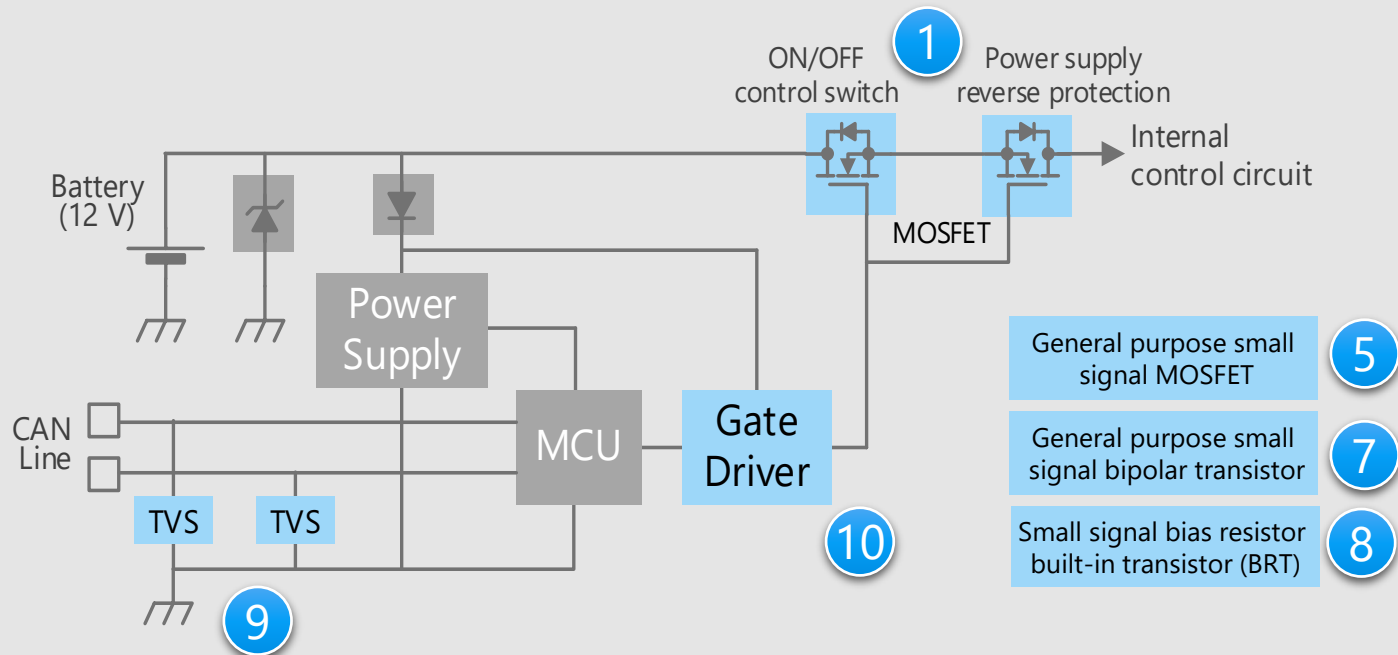 1
ON/OFF
control switch
Power supply
reverse protection
Internal
control circuit
Battery
(12 V)
MOSFET
Power
Supply
General purpose small
signal MOSFET
5
CAN
Line
MCU
Gate
Driver
General purpose small
signal bipolar transistor
7
TVS
TVS
10
Small signal bias resistor
built-in transistor (BRT)
8
9